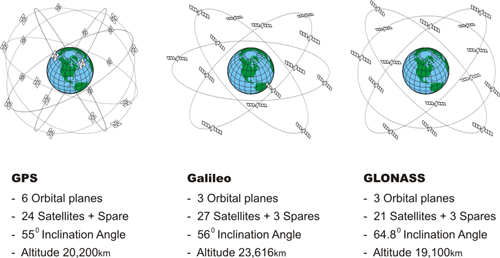 GPS
- 6 Orbital planes
- 24 Satellites + Spare
- 55⁰ Inclination Angle
- Altitude 20,200km
Galileo
- 3 Orbital planes
- 27 Satellites + 3 Spares
- 56⁰ Inclination Angle
- Altitude 23,616km
GLONASS
- 3 Orbital planes
- 21 Satellites + 3 Spares
- 64.8⁰ Inclination Angle
- Altitude 19,100km